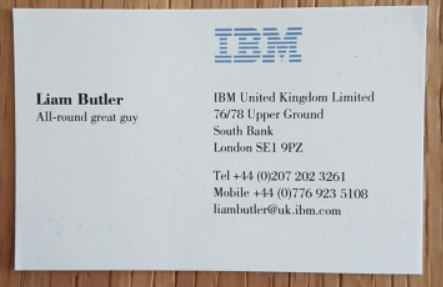 IBM
Liam Butler
All-round great guy
IBM United Kingdom Limited
76/78 Upper Ground
South Bank
London SE1 9PZ
Tel +44 (0)207 202 3261
Mobile +44 (0)776 923 5108
liambutler@uk.ibm.com